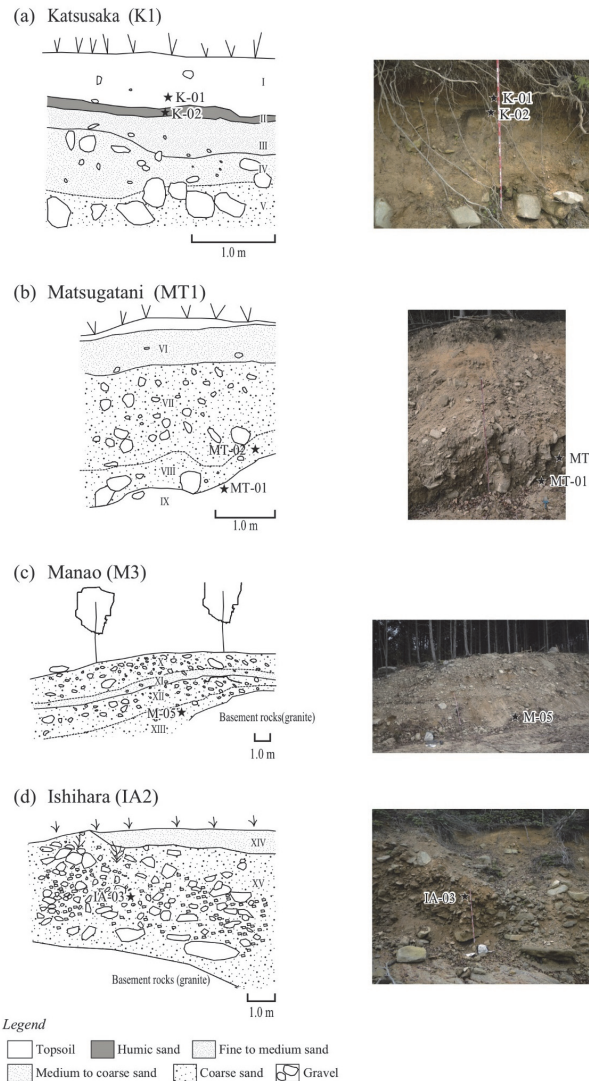 (a) Katsusaka (K1)
I
K-01
K-02
II
III
IV
V
1.0 m
K-01
K-02
(b) Matsugatani (MT1)
VI
VII
MT-02
VIII
MT-01
IX
1.0 m
MT
MT-01
(c) Manao (M3)
X
XI
XII
M-05
XIII
Basement rocks(granite)
1.0 m
M-05
(d) Ishihara (IA2)
XIV
XV
IA-03
Basement rocks (granite)
1.0 m
IA-03
Legend
Topsoil Humic sand Fine to medium sand
Medium to coarse sand Coarse sand Gravel